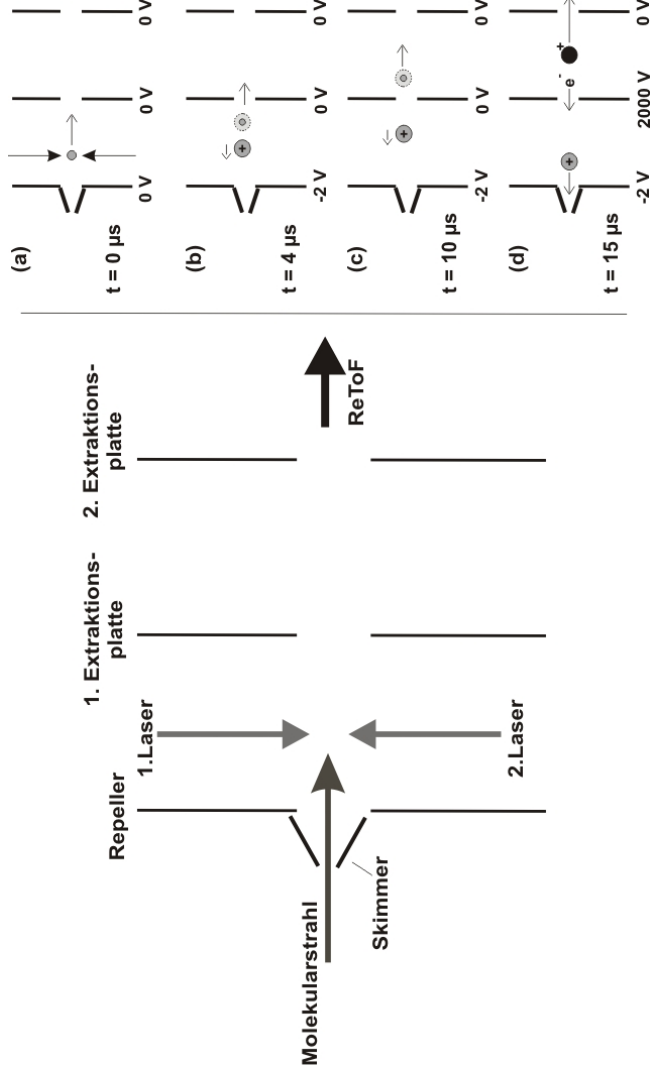 Repeller
1. Extraktions-
platte
2. Extraktions-
platte
1.Laser
Molekularstrahl
ReToF
Skimmer
2.Laser
(a)
t = 0 µs
0 V
0 V
0 V
(b)
+
t = 4 µs
-2 V
0 V
0 V
(c)
+
t = 10 µs
-2 V
0 V
0 V
(d)
+
e-
+
t = 15 µs
-2 V
2000 V
0 V